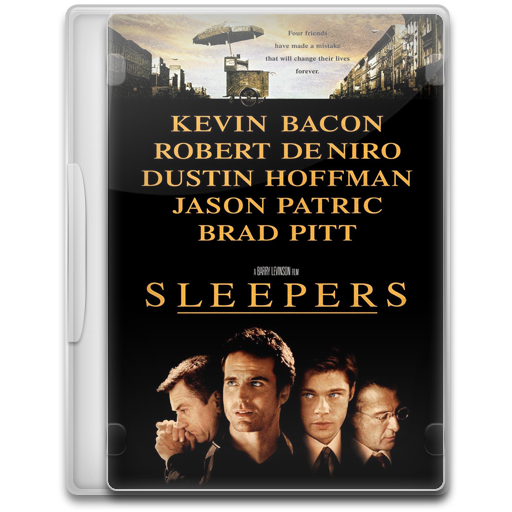 Four friends
have made a mistake
that will change their lives
forever.
KEVIN BACON
ROBERT DE NIRO
DUSTIN HOFFMAN
JASON PATRIC
BRAD PITT
A BARRY LEVINSON FILM
SLEEPERS